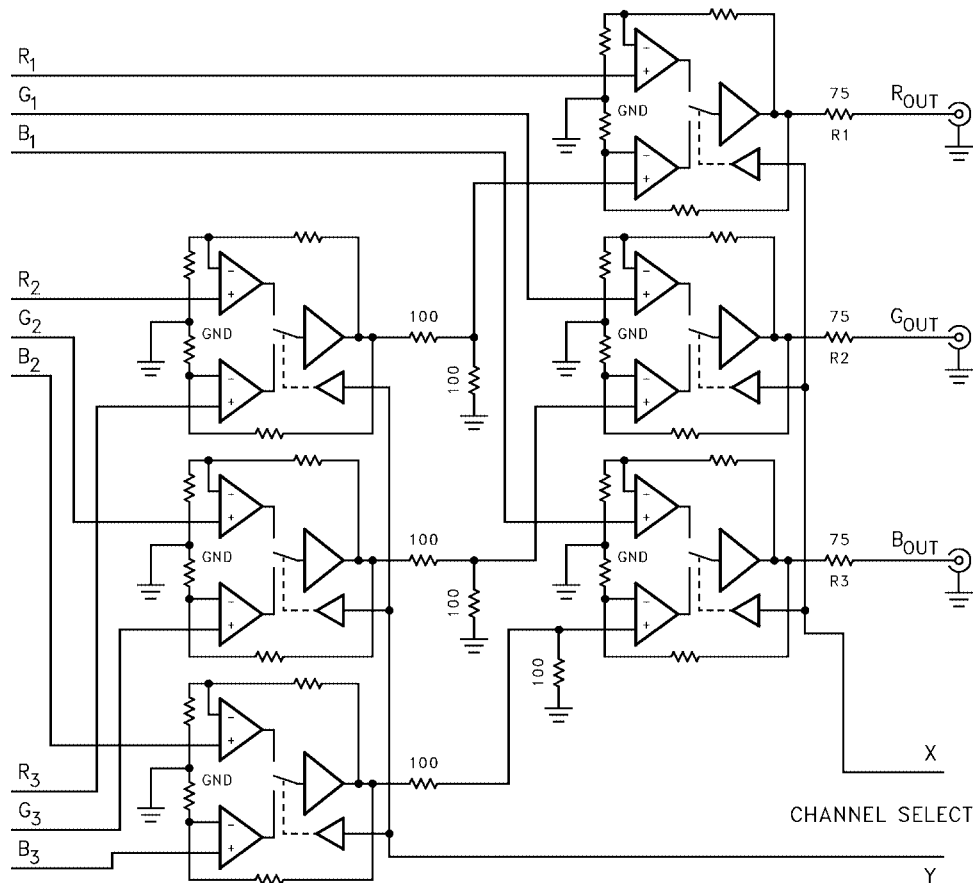 R1
G1
B1
GND
75
ROUT
R1
R2
G2
B2
GND
100
100
GND
75
GOUT
R2
GND
100
100
GND
75
BOUT
R3
R3
G3
B3
GND
100
100
X
CHANNEL SELECT
Y